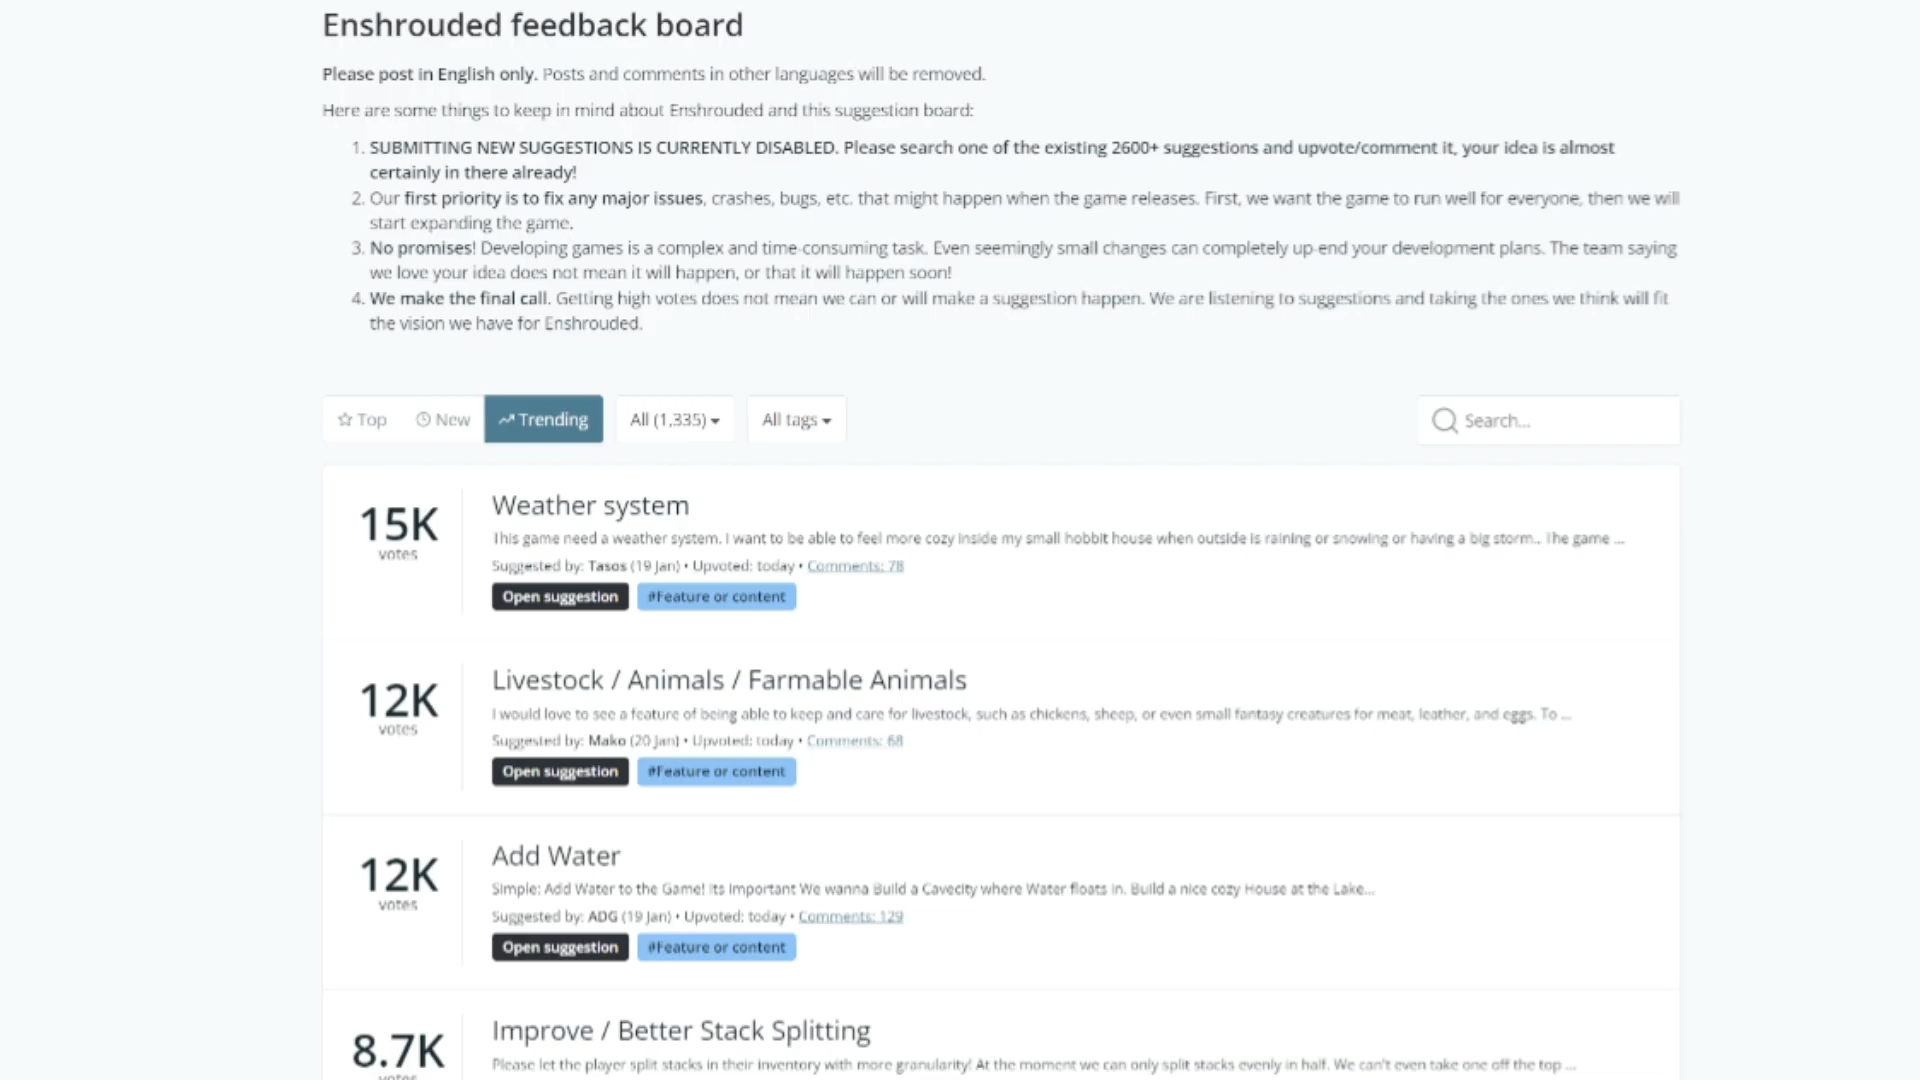 Enshrouded feedback board
Please post in English only. Posts and comments in other languages will be removed.
Here are some things to keep in mind about Enshrouded and this suggestion board:
1. SUBMITTING NEW SUGGESTIONS IS CURRENTLY DISABLED. Please search one of the existing 2600+ suggestions and upvote/comment it, your idea is almost
certainly in there already!
2. Our first priority is to fix any major issues, crashes, bugs, etc. that might happen when the game releases. First, we want the game to run well for everyone, then we will
start expanding the game.
3. No promises! Developing games is a complex and time-consuming task. Even seemingly small changes can completely up-end your development plans. The team saying
we love your idea does not mean it will happen, or that it will happen soon!
4. We make the final call. Getting high votes does not mean we can or will make a suggestion happen. We are listening to suggestions and taking the ones we think will fit
the vision we have for Enshrouded.
Top New Trending All (1,335) All tags Search...
15K
votes
Weather system
This game need a weather system. I want to be able to feel more cozy inside my small hobbit house when outside is raining or snowing or having a big storm.. The game ...
Suggested by: Tasos (19 Jan) • Upvoted: today • Comments: 78
Open suggestion #Feature or content
12K
votes
Livestock / Animals / Farmable Animals
I would love to see a feature of being able to keep and care for livestock, such as chickens, sheep, or even small fantasy creatures for meat, leather, and eggs. To ...
Suggested by: Mako (20 Jan) • Upvoted: today • Comments: 68
Open suggestion #Feature or content
12K
votes
Add Water
Simple: Add Water to the Game! Its Important We wanna Build a Cavecity where Water floats in. Build a nice cozy House at the Lake...
Suggested by: ADG (19 Jan) • Upvoted: today • Comments: 129
Open suggestion #Feature or content
8.7K
votes
Improve / Better Stack Splitting
Please let the player split stacks in their inventory with more granularity! At the moment we can only split stacks evenly in half. We can't even take one off the top ...